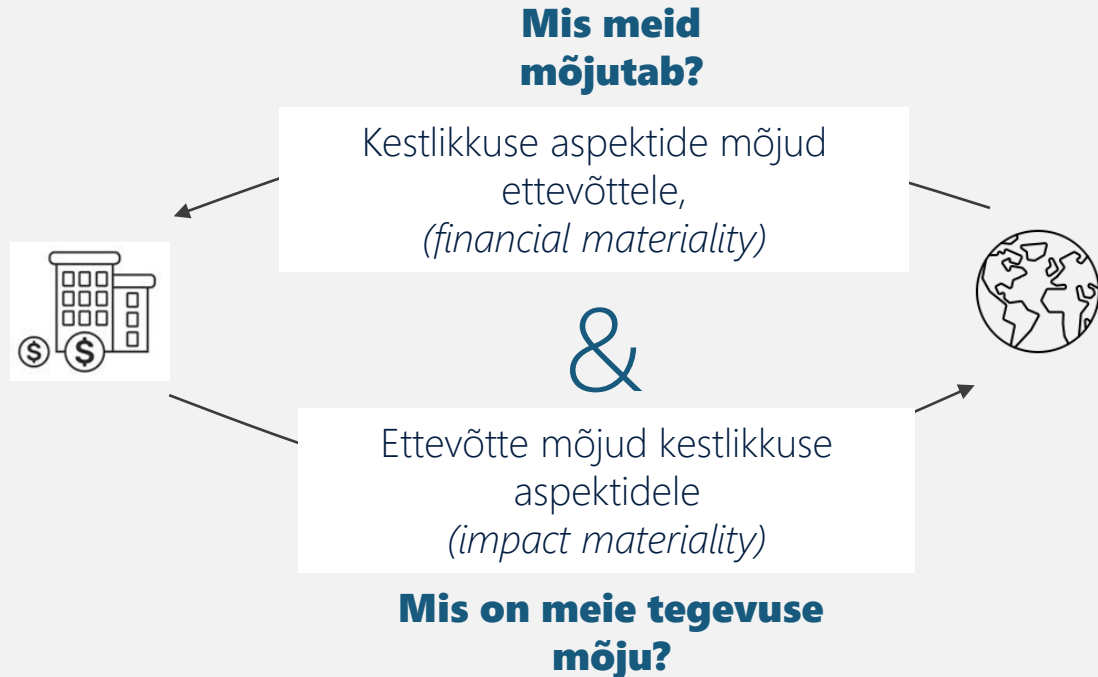 Mis meid
mõjutab?
Kestlikkuse aspektide mõjud
ettevõttele,
(financial materiality)
$
$
&
Ettevõtte mõjud kestlikkuse
aspektidele
(impact materiality)
Mis on meie tegevuse
mõju?